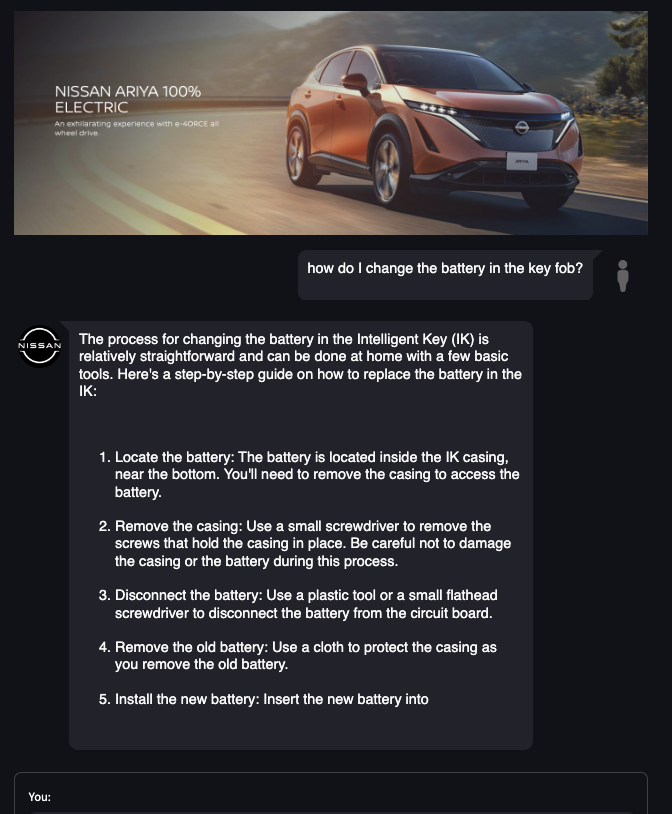 NISSAN ARIYA 100%
ELECTRIC
An exhilarating experience with e-4ORCE all
wheel drive.
ARIYA
how do I change the battery in the key fob?
NISSAN
The process for changing the battery in the Intelligent Key (IK) is
relatively straightforward and can be done at home with a few basic
tools. Here's a step-by-step guide on how to replace the battery in the
IK:
1. Locate the battery: The battery is located inside the IK casing,
near the bottom. You'll need to remove the casing to access the
battery.
2. Remove the casing: Use a small screwdriver to remove the
screws that hold the casing in place. Be careful not to damage
the casing or the battery during this process.
3. Disconnect the battery: Use a plastic tool or a small flathead
screwdriver to disconnect the battery from the circuit board.
4. Remove the old battery: Use a cloth to protect the casing as
you remove the old battery.
5. Install the new battery: Insert the new battery into
You: